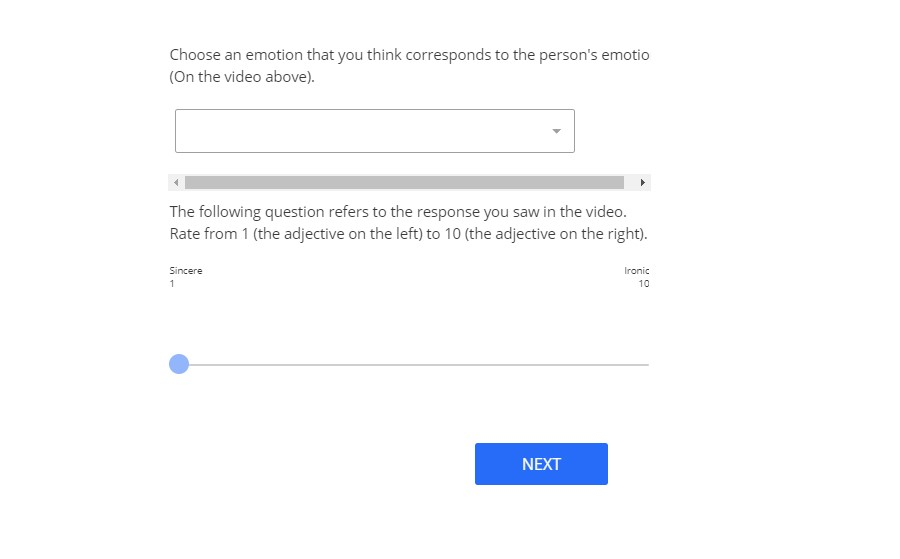 Choose an emotion that you think corresponds to the person's emotio
(On the video above).
The following question refers to the response you saw in the video.
Rate from 1 (the adjective on the left) to 10 (the adjective on the right).
Sincere Ironic
1 10
NEXT